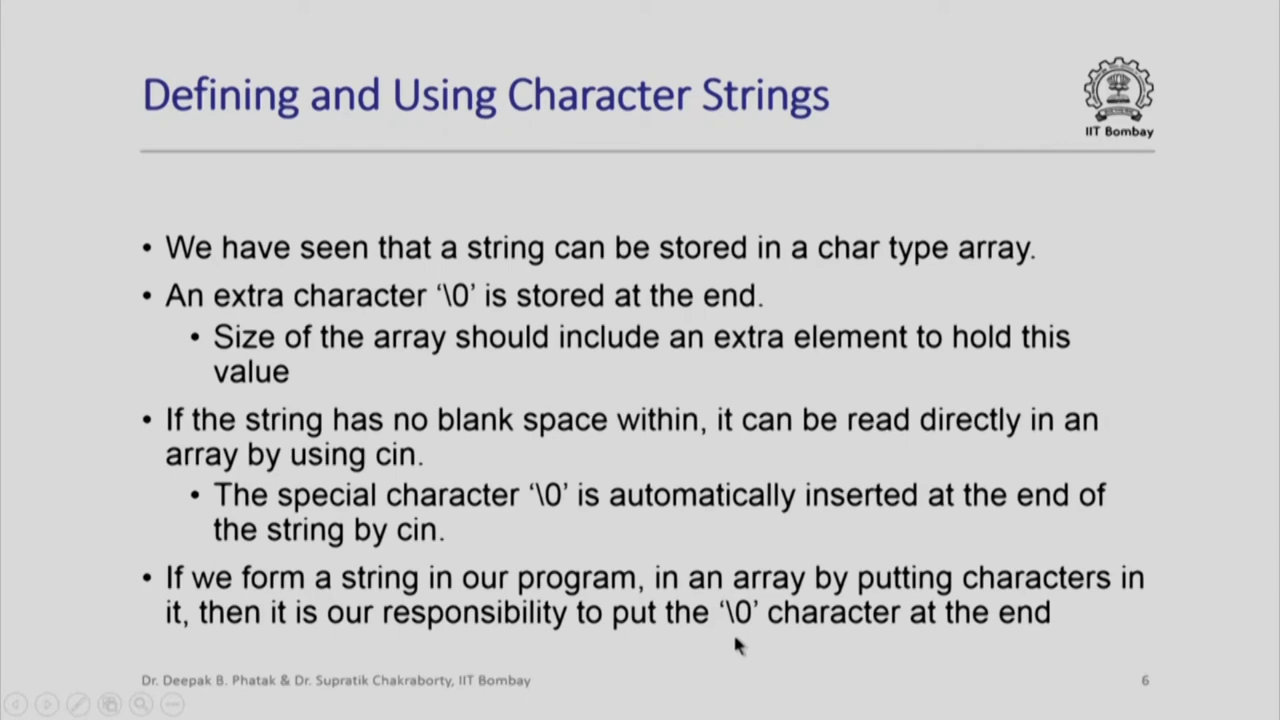 Defining and Using Character Strings
IIT Bombay
• We have seen that a string can be stored in a char type array.
• An extra character ‘\0’ is stored at the end.
• Size of the array should include an extra element to hold this
value
• If the string has no blank space within, it can be read directly in an
array by using cin.
• The special character ‘\0’ is automatically inserted at the end of
the string by cin.
• If we form a string in our program, in an array by putting characters in
it, then it is our responsibility to put the ‘\0’ character at the end
Dr. Deepak B. Phatak & Dr. Supratik Chakraborty, IIT Bombay
6